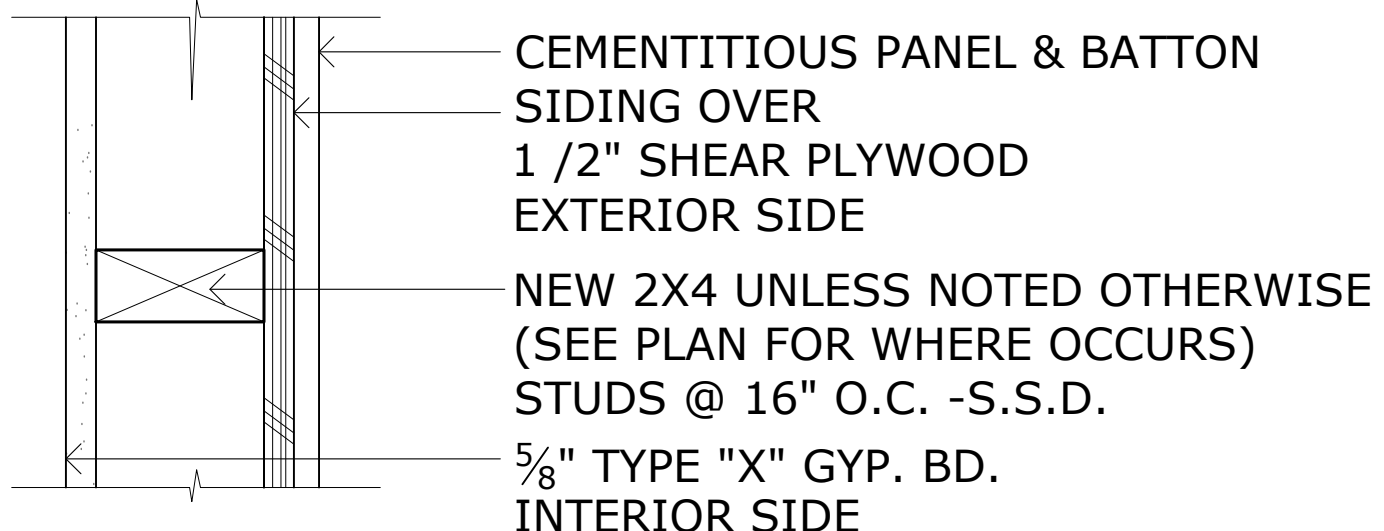 CEMENTITIOUS PANEL & BATTON
SIDING OVER
1 /2" SHEAR PLYWOOD
EXTERIOR SIDE
NEW 2X4 UNLESS NOTED OTHERWISE
(SEE PLAN FOR WHERE OCCURS)
STUDS @ 16" O.C. -S.S.D.
⅝" TYPE "X" GYP. BD.
INTERIOR SIDE